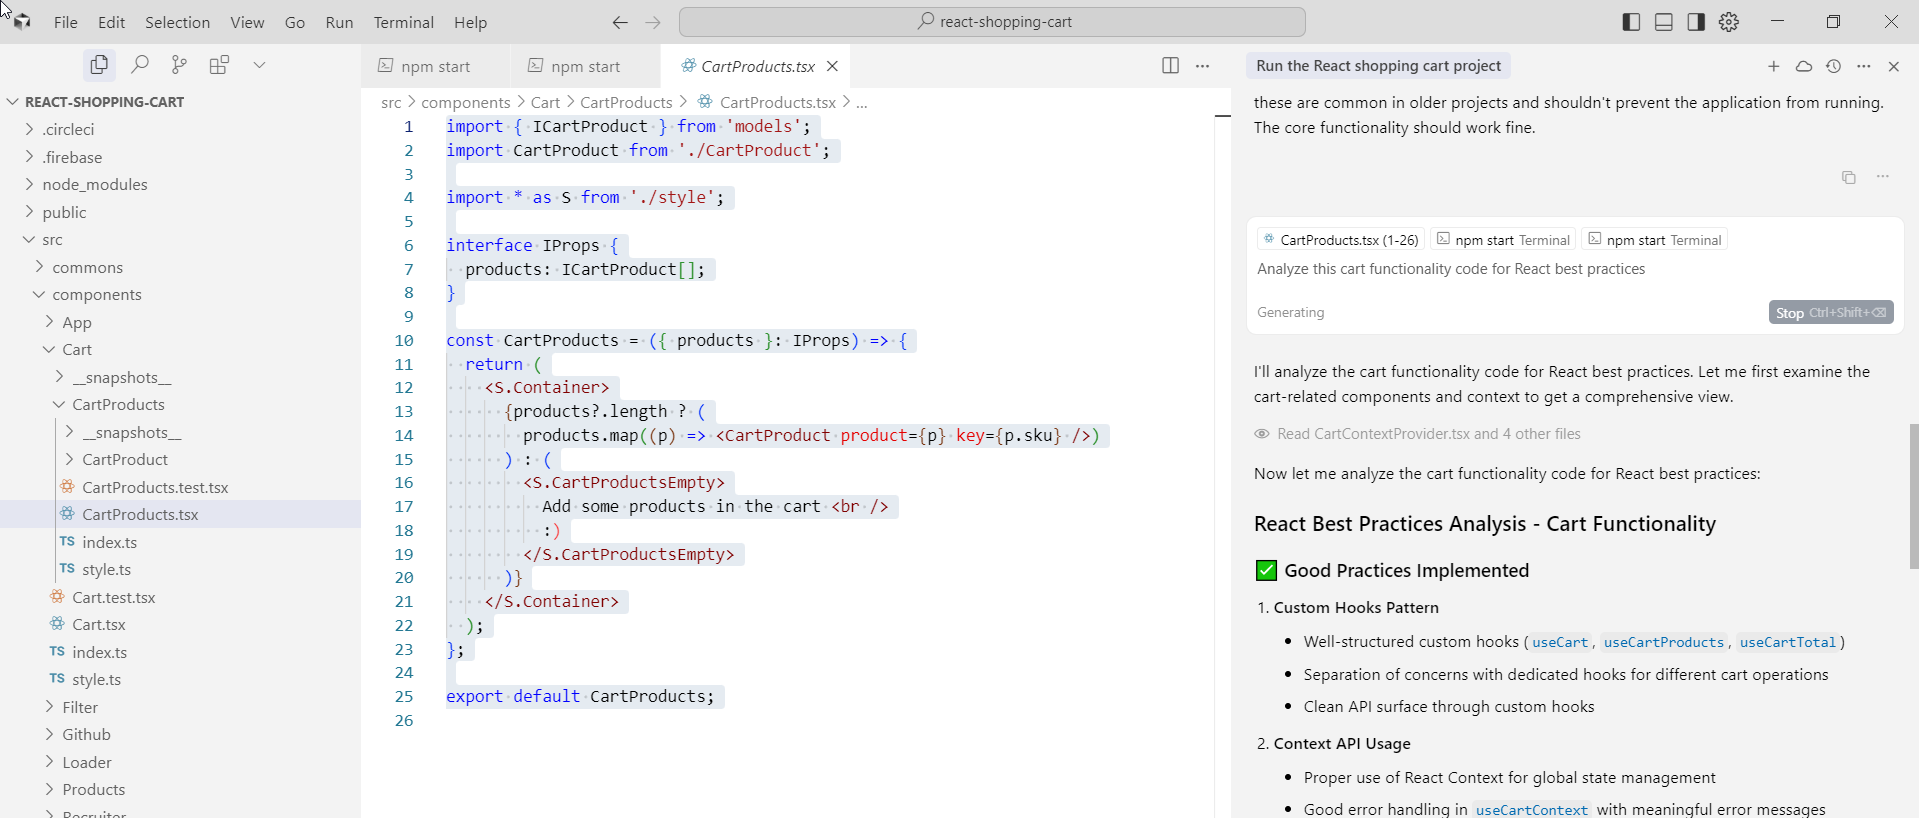 File Edit Selection View Go Run Terminal Help
react-shopping-cart
REACT-SHOPPING-CART
.circleci
.firebase
node_modules
public
src
commons
components
App
Cart
__snapshots__
CartProducts
__snapshots__
CartProduct
CartProducts.test.tsx
CartProducts.tsx
TS index.ts
TS style.ts
Cart.test.tsx
Cart.tsx
TS index.ts
TS style.ts
Filter
Github
Loader
Products
Recruiter
npm start
npm start
CartProducts.tsx
src > components > Cart > CartProducts > CartProducts.tsx > ...
1 import { ICartProduct } from 'models';
2 import CartProduct from './CartProduct';
3
4 import * as S from './style';
5
6 interface IProps {
7 products: ICartProduct[];
8 }
9
10 const CartProducts = ({ products }: IProps) => {
11 return (
12 <S.Container>
13 {products?.length ? (
14 products.map((p) => <CartProduct product={p} key={p.sku} />)
15 ) : (
16 <S.CartProductsEmpty>
17 Add some products in the cart <br />
18 :)
19 </S.CartProductsEmpty>
20 )}
21 </S.Container>
22 );
23 };
24
25 export default CartProducts;
26
Run the React shopping cart project
these are common in older projects and shouldn't prevent the application from running.
The core functionality should work fine.
CartProducts.tsx (1-26) npm start Terminal npm start Terminal
Analyze this cart functionality code for React best practices
Generating
Stop Ctrl+Shift+⌫
I'll analyze the cart functionality code for React best practices. Let me first examine the
cart-related components and context to get a comprehensive view.
Read CartContextProvider.tsx and 4 other files
Now let me analyze the cart functionality code for React best practices:
React Best Practices Analysis - Cart Functionality
✅ Good Practices Implemented
1. Custom Hooks Pattern
• Well-structured custom hooks (useCart, useCartProducts, useCartTotal)
• Separation of concerns with dedicated hooks for different cart operations
• Clean API surface through custom hooks
2. Context API Usage
• Proper use of React Context for global state management
• Good error handling in useCartContext with meaningful error messages